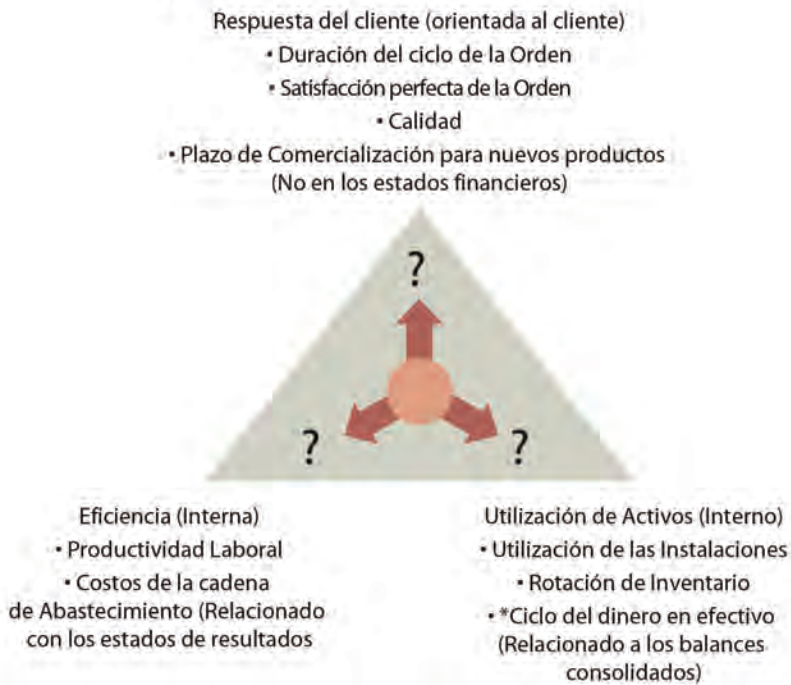 Respuesta del cliente (orientada al cliente)
• Duración del ciclo de la Orden
• Satisfacción perfecta de la Orden
• Calidad
• Plazo de Comercialización para nuevos productos
(No en los estados financieros)
?
?
?
Eficiencia (Interna)
• Productividad Laboral
• Costos de la cadena
de Abastecimiento (Relacionado
con los estados de resultados
Utilización de Activos (Interno)
• Utilización de las Instalaciones
• Rotación de Inventario
• *Ciclo del dinero en efectivo
(Relacionado a los balances
consolidados)